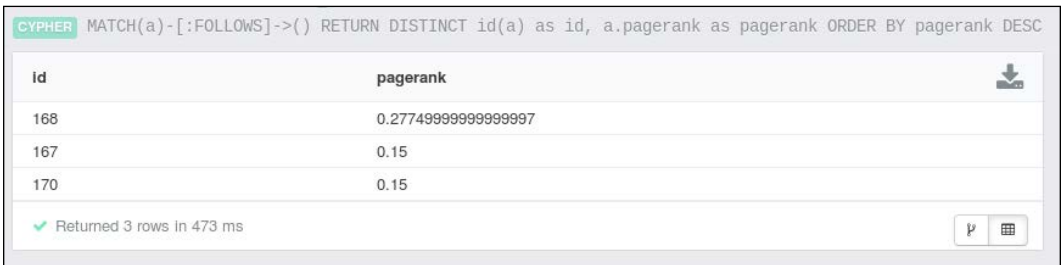 CYPHER MATCH(a)-[:FOLLOWS]->() RETURN DISTINCT id(a) as id, a.pagerank as pagerank ORDER BY pagerank DESC
id pagerank
168 0.27749999999999997
167 0.15
170 0.15
Returned 3 rows in 473 ms